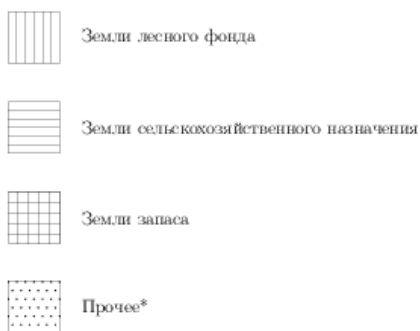 Земли лесного фонда
Земли сельскохозяйственного назначения
Земли запаса
Прочее*